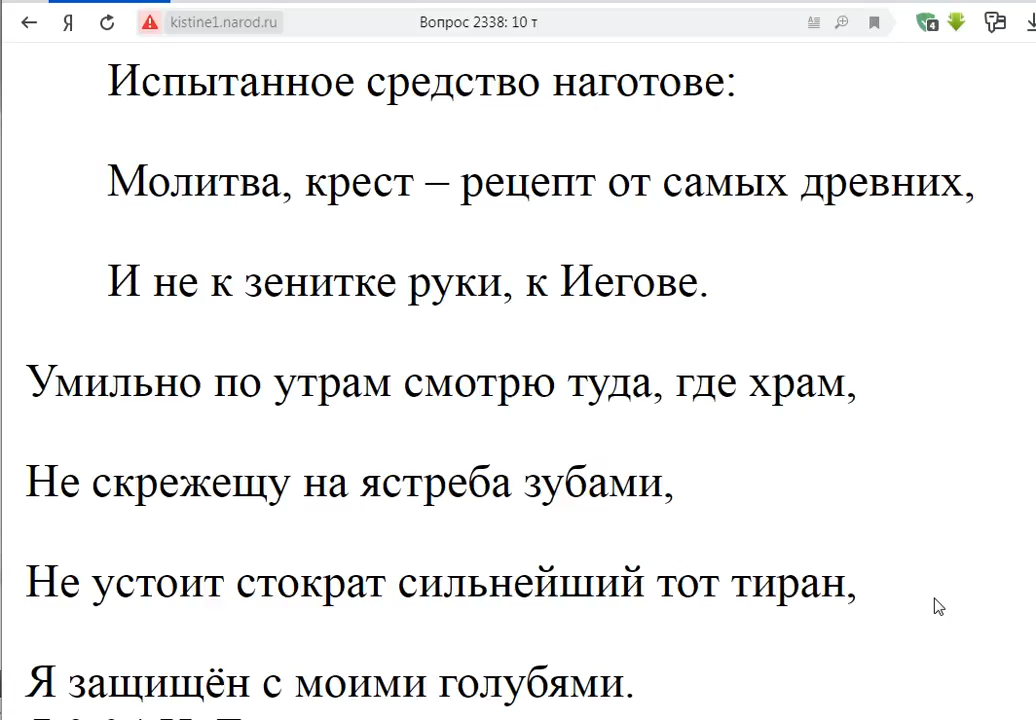 Я kistine1.narod.ru Вопрос 2338: 10 т 4
Испытанное средство наготове:
Молитва, крест – рецепт от самых древних,
И не к зенитке руки, к Иегове.
Умильно по утрам смотрю туда, где храм,
Не скрежещу на ястреба зубами,
Не устоит стократ сильнейший тот тиран,
Я защищён с моими голубями.